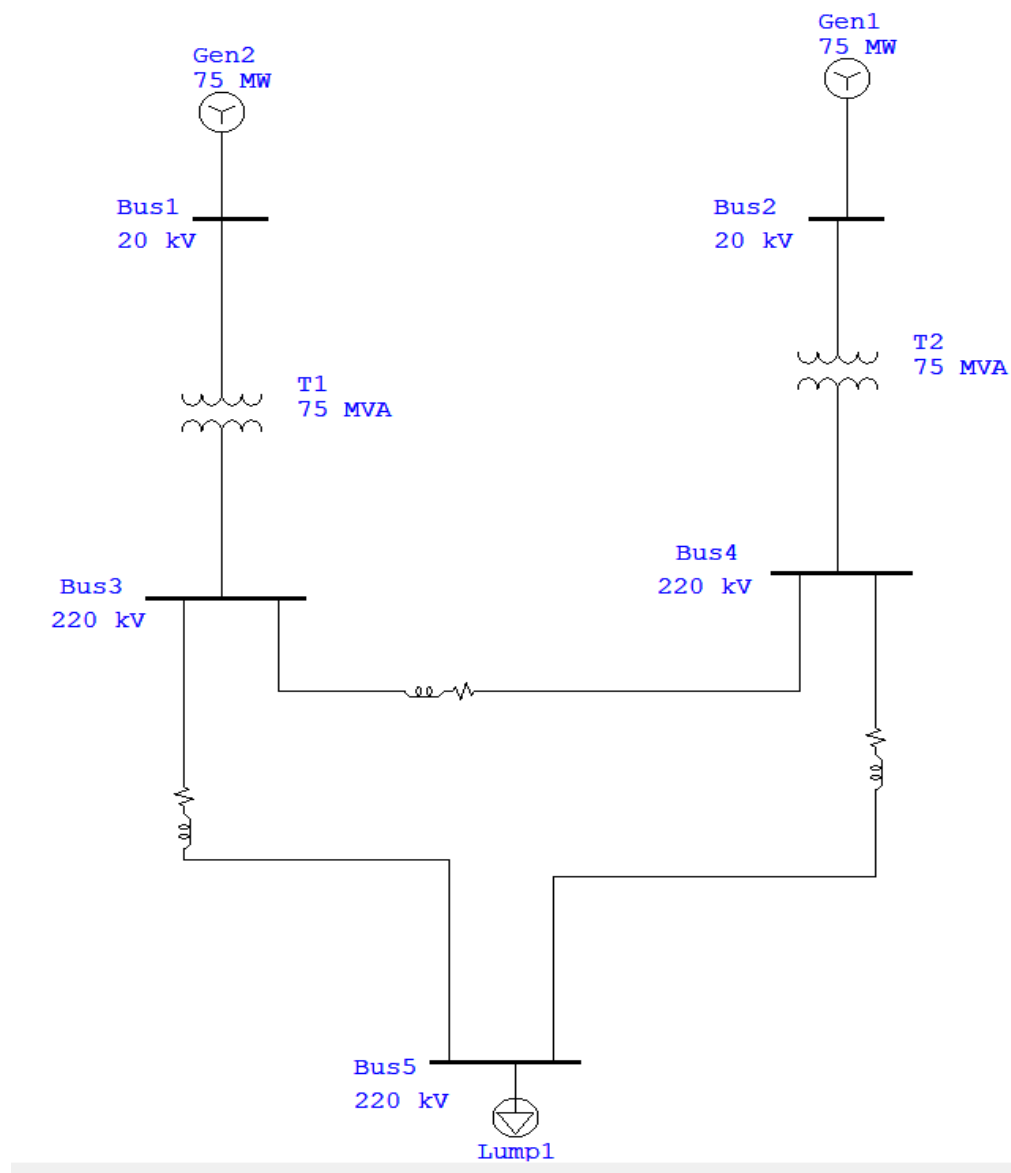 Gen1
75 MW
Gen2
75 MW
Bus1
20 kV
Bus2
20 kV
T2
75 MVA
T1
75 MVA
Bus4
220 kV
Bus3
220 kV
Bus5
220 kV
Lump1